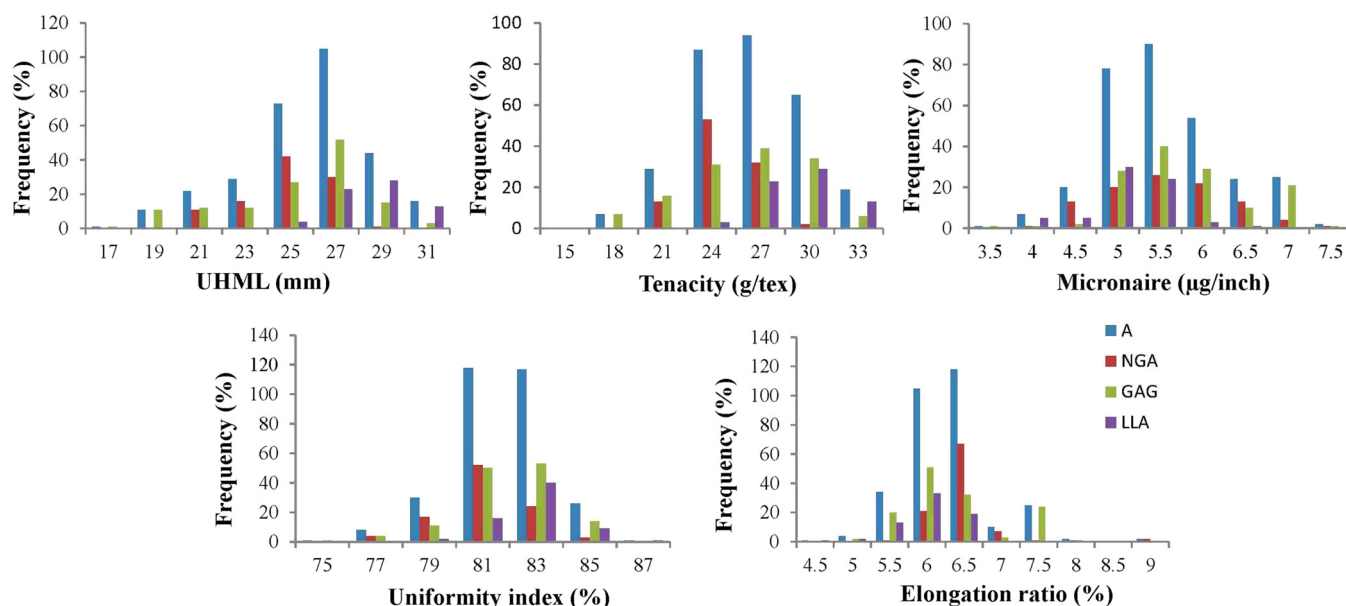 120
100
80
60
40
20
0
Frequency (%)
17 19 21 23 25 27 29 31
UHML (mm)
100
80
60
40
20
0
Frequency (%)
15 18 21 24 27 30 33
Tenacity (g/tex)
100
80
60
40
20
0
Frequency (%)
3.5 4 4.5 5 5.5 6 6.5 7 7.5
Micronaire (µg/inch)
140
120
100
80
60
40
20
0
Frequency (%)
75 77 79 81 83 85 87
Uniformity index (%)
140
120
100
80
60
40
20
0
Frequency (%)
4.5 5 5.5 6 6.5 7 7.5 8 8.5 9
Elongation ratio (%)
A
NGA
GAG
LLA